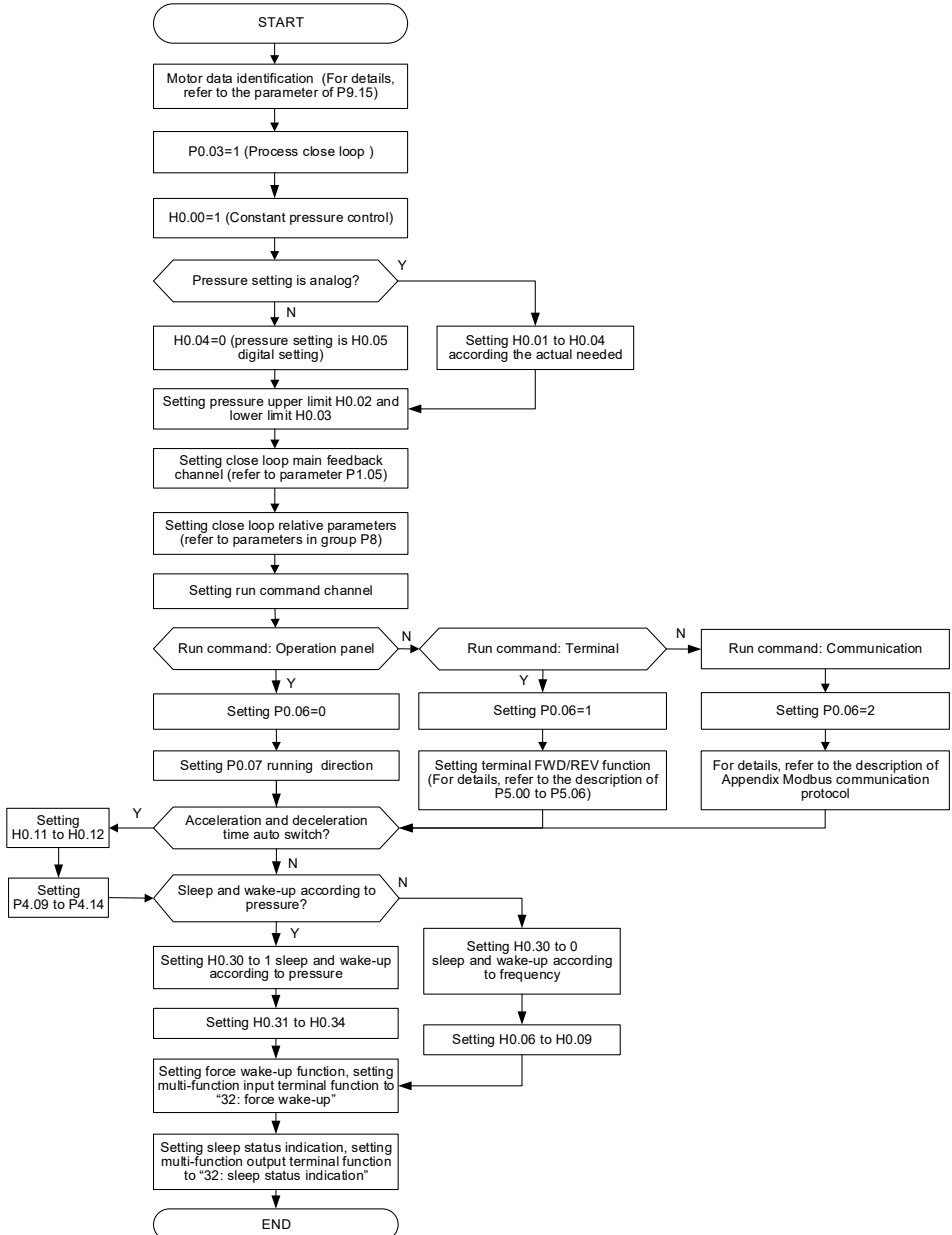 START
Motor data identification (For details,
refer to the parameter of P9.15)
P0.03=1 (Process close loop )
H0.00=1 (Constant pressure control)
Pressure setting is analog?
Y
N
H0.04=0 (pressure setting is H0.05
digital setting)
Setting H0.01 to H0.04
according the actual needed
Setting pressure upper limit H0.02 and
lower limit H0.03
Setting close loop main feedback
channel (refer to parameter P1.05)
Setting close loop relative parameters
(refer to parameters in group P8)
Setting run command channel
Run command: Operation panel
N
Run command: Terminal
N
Run command: Communication
Y
Y
Setting P0.06=0
Setting P0.06=1
Setting P0.06=2
Setting P0.07 running direction
Setting terminal FWD/REV function
(For details, refer to the description of
P5.00 to P5.06)
For details, refer to the description of
Appendix Modbus communication
protocol
Setting
H0.11 to H0.12
Y
Acceleration and deceleration
time auto switch?
N
Setting
P4.09 to P4.14
Sleep and wake-up according to
pressure?
N
Y
Setting H0.30 to 1 sleep and wake-up
according to pressure
Setting H0.30 to 0
sleep and wake-up according
to frequency
Setting H0.31 to H0.34
Setting H0.06 to H0.09
Setting force wake-up function, setting
multi-function input terminal function to
“32: force wake-up”
Setting sleep status indication, setting
multi-function output terminal function
to “32: sleep status indication”
END